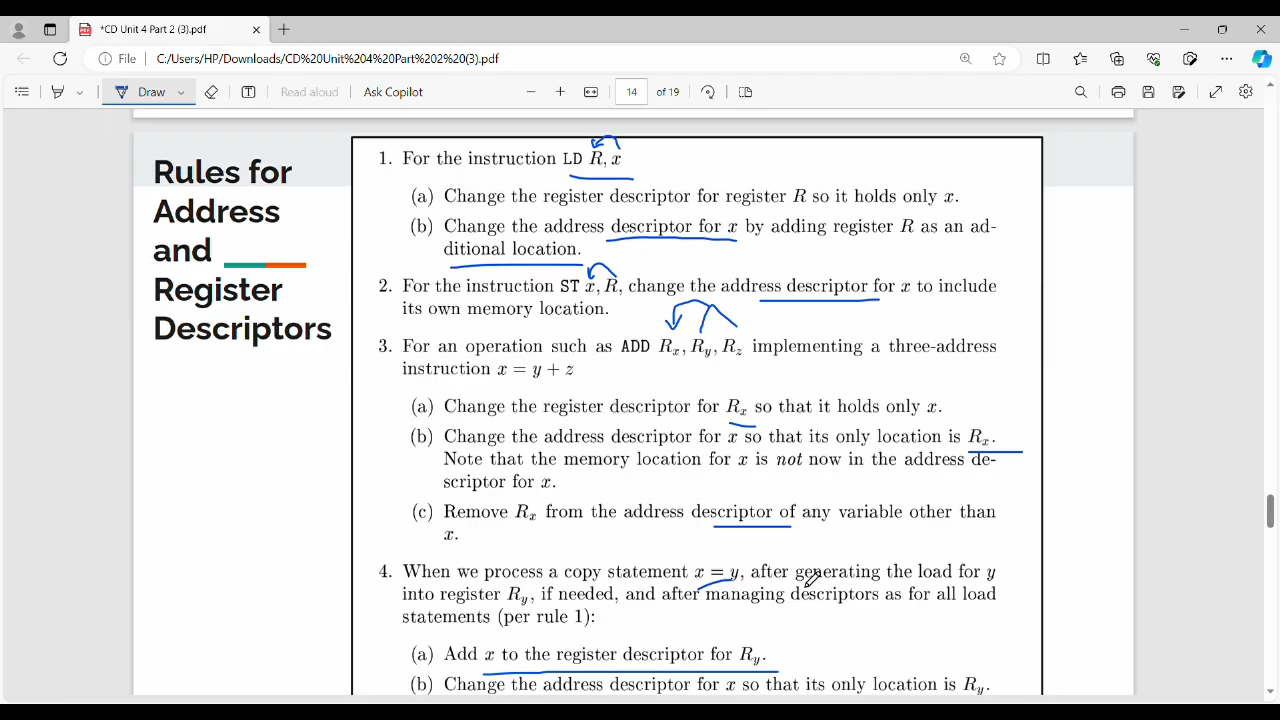 *CD Unit 4 Part 2 (3).pdf
File C:/Users/HP/Downloads/CD%20Unit%204%20Part%202%20(3).pdf
Draw Read aloud Ask Copilot 14 of 19
Rules for
Address
and
Register
Descriptors
1. For the instruction LD R, x
(a) Change the register descriptor for register R so it holds only x.
(b) Change the address descriptor for x by adding register R as an ad-
ditional location.
2. For the instruction ST x, R, change the address descriptor for x to include
its own memory location.
3. For an operation such as ADD Rx, Ry, Rz implementing a three-address
instruction x = y + z
(a) Change the register descriptor for Rx so that it holds only x.
(b) Change the address descriptor for x so that its only location is Rx.
Note that the memory location for x is not now in the address de-
scriptor for x.
(c) Remove Rx from the address descriptor of any variable other than
x.
4. When we process a copy statement x = y, after generating the load for y
into register Ry, if needed, and after managing descriptors as for all load
statements (per rule 1):
(a) Add x to the register descriptor for Ry.
(b) Change the address descriptor for x so that its only location is Ry.